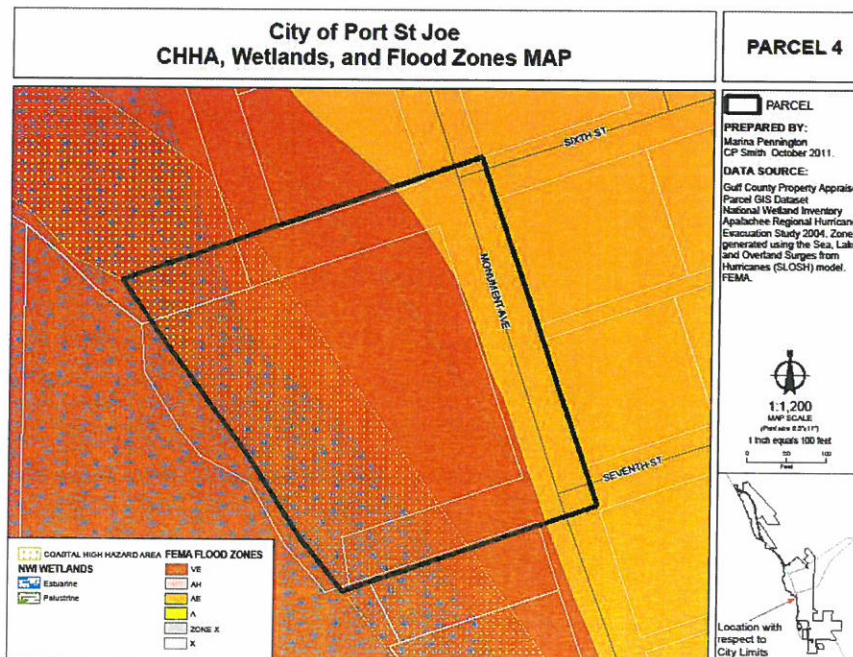 City of Port St Joe
CHHA, Wetlands, and Flood Zones MAP
PARCEL 4
PARCEL
PREPARED BY:
Marina Pennington
CP Smith October 2011.
DATA SOURCE:
Gulf County Property Apprais
Parcel GIS Dataset
National Wetland Inventory
Apalachee Regional Hurrican
Evacuation Study 2004. Zone
generated using the Sea, Lak
and Overland Surges from
Hurricanes (SLOSH) model.
FEMA.
N
1:1,200
MAP SCALE
(Print size 8.5"x11")
1 inch equals 100 feet
0 50 100
Feet
Location with
respect to
City Limits
SIXTH ST
MONUMENT AVE
SEVENTH ST
COASTAL HIGH HAZARD AREA
NWI WETLANDS
Estuarine
Palustrine
FEMA FLOOD ZONES
VE
AH
AE
A
ZONE X
X